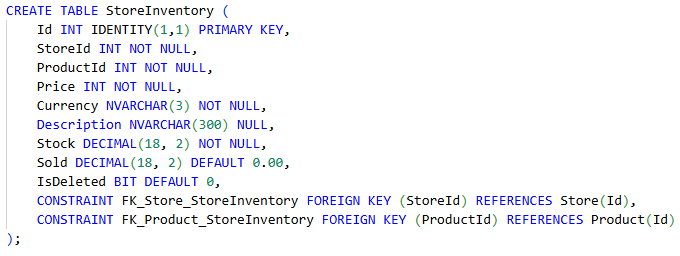 CREATE TABLE StoreInventory (
    Id INT IDENTITY(1,1) PRIMARY KEY,
    StoreId INT NOT NULL,
    ProductId INT NOT NULL,
    Price INT NOT NULL,
    Currency NVARCHAR(3) NOT NULL,
    Description NVARCHAR(300) NULL,
    Stock DECIMAL(18, 2) NOT NULL,
    Sold DECIMAL(18, 2) DEFAULT 0.00,
    IsDeleted BIT DEFAULT 0,
    CONSTRAINT FK_Store_StoreInventory FOREIGN KEY (StoreId) REFERENCES Store(Id),
    CONSTRAINT FK_Product_StoreInventory FOREIGN KEY (ProductId) REFERENCES Product(Id)
);